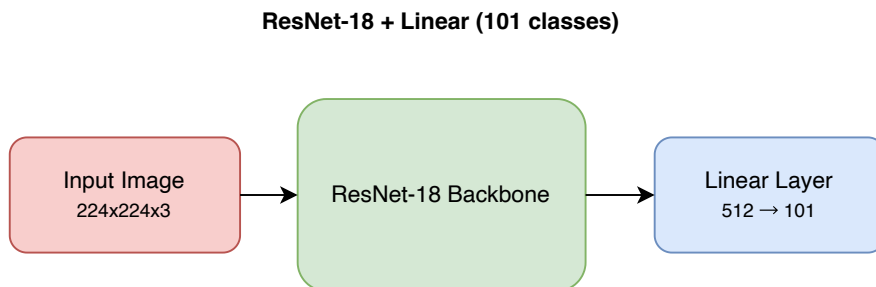 ResNet-18 + Linear (101 classes)
Input Image
224x224x3
ResNet-18 Backbone
Linear Layer
512 → 101